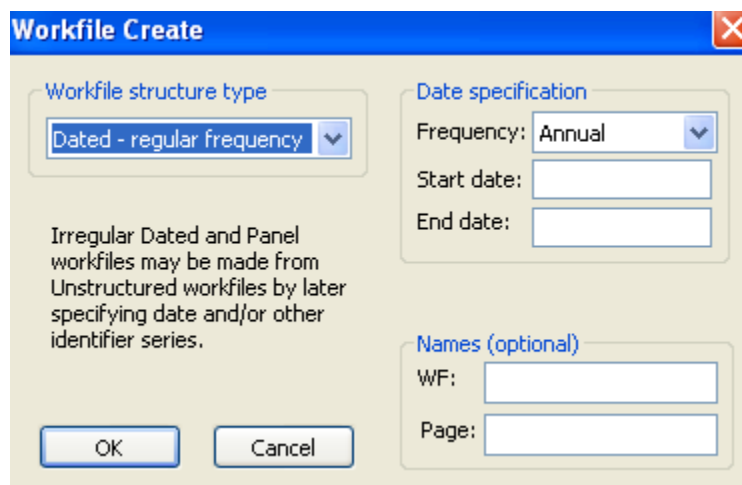 Workfile Create
Workfile structure type
Dated - regular frequency
Irregular Dated and Panel
workfiles may be made from
Unstructured workfiles by later
specifying date and/or other
identifier series.
Date specification
Frequency: Annual
Start date:
End date:
Names (optional)
WF:
Page:
OK
Cancel